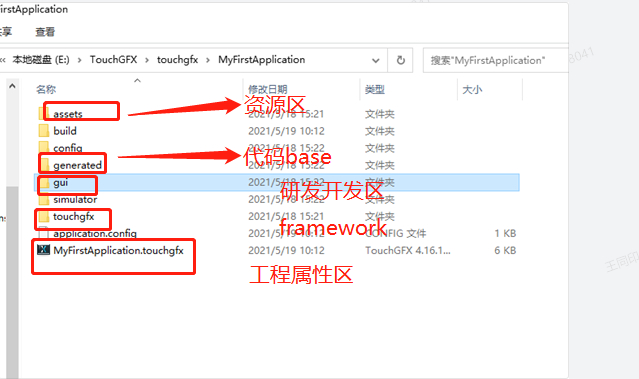 MyFirstApplication
共享 查看
本地磁盘 (E:) > TouchGFX > touchgfx > MyFirstApplication
搜索"MyFirstApplication"
名称 修改日期 类型 大小
assets 2021/5/18 15:21 文件夹 资源区
build 2021/5/19 10:12 文件夹
config 2021/5/18 15:22 文件夹
generated 2021/5/18 15:22 文件夹 代码base
gui 2021/5/18 15:22 文件夹 研发开发区
simulator 2021/5/18 15:22 文件夹
touchgfx 2021/5/18 15:21 文件夹 framework
application.config 2021/5/19 10:12 CONFIG 文件 1 KB
MyFirstApplication.touchgfx 2021/5/19 10:12 TouchGFX 4.16.1... 6 KB
工程属性区